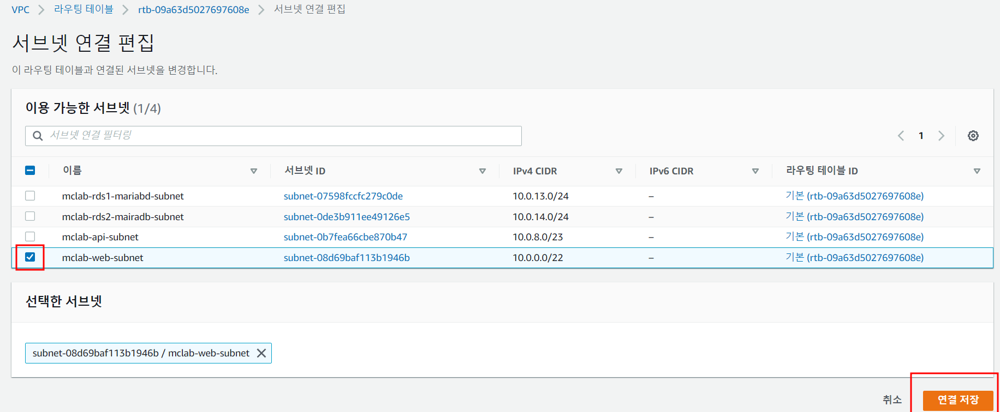 VPC > 라우팅 테이블 > rtb-09a63d5027697608e > 서브넷 연결 편집
서브넷 연결 편집
이 라우팅 테이블과 연결된 서브넷을 변경합니다.
이용 가능한 서브넷 (1/4)
서브넷 연결 필터링
1
이름 서브넷 ID IPv4 CIDR IPv6 CIDR 라우팅 테이블 ID
mclab-rds1-mariabd-subnet subnet-07598fccfc279c0de 10.0.13.0/24 – 기본 (rtb-09a63d5027697608e)
mclab-rds2-mairadb-subnet subnet-0de3b911ee49126e5 10.0.14.0/24 – 기본 (rtb-09a63d5027697608e)
mclab-api-subnet subnet-0b7fea66cbe870b47 10.0.8.0/23 – 기본 (rtb-09a63d5027697608e)
mclab-web-subnet subnet-08d69baf113b1946b 10.0.0.0/22 – 기본 (rtb-09a63d5027697608e)
선택한 서브넷
subnet-08d69baf113b1946b / mclab-web-subnet
취소 연결 저장